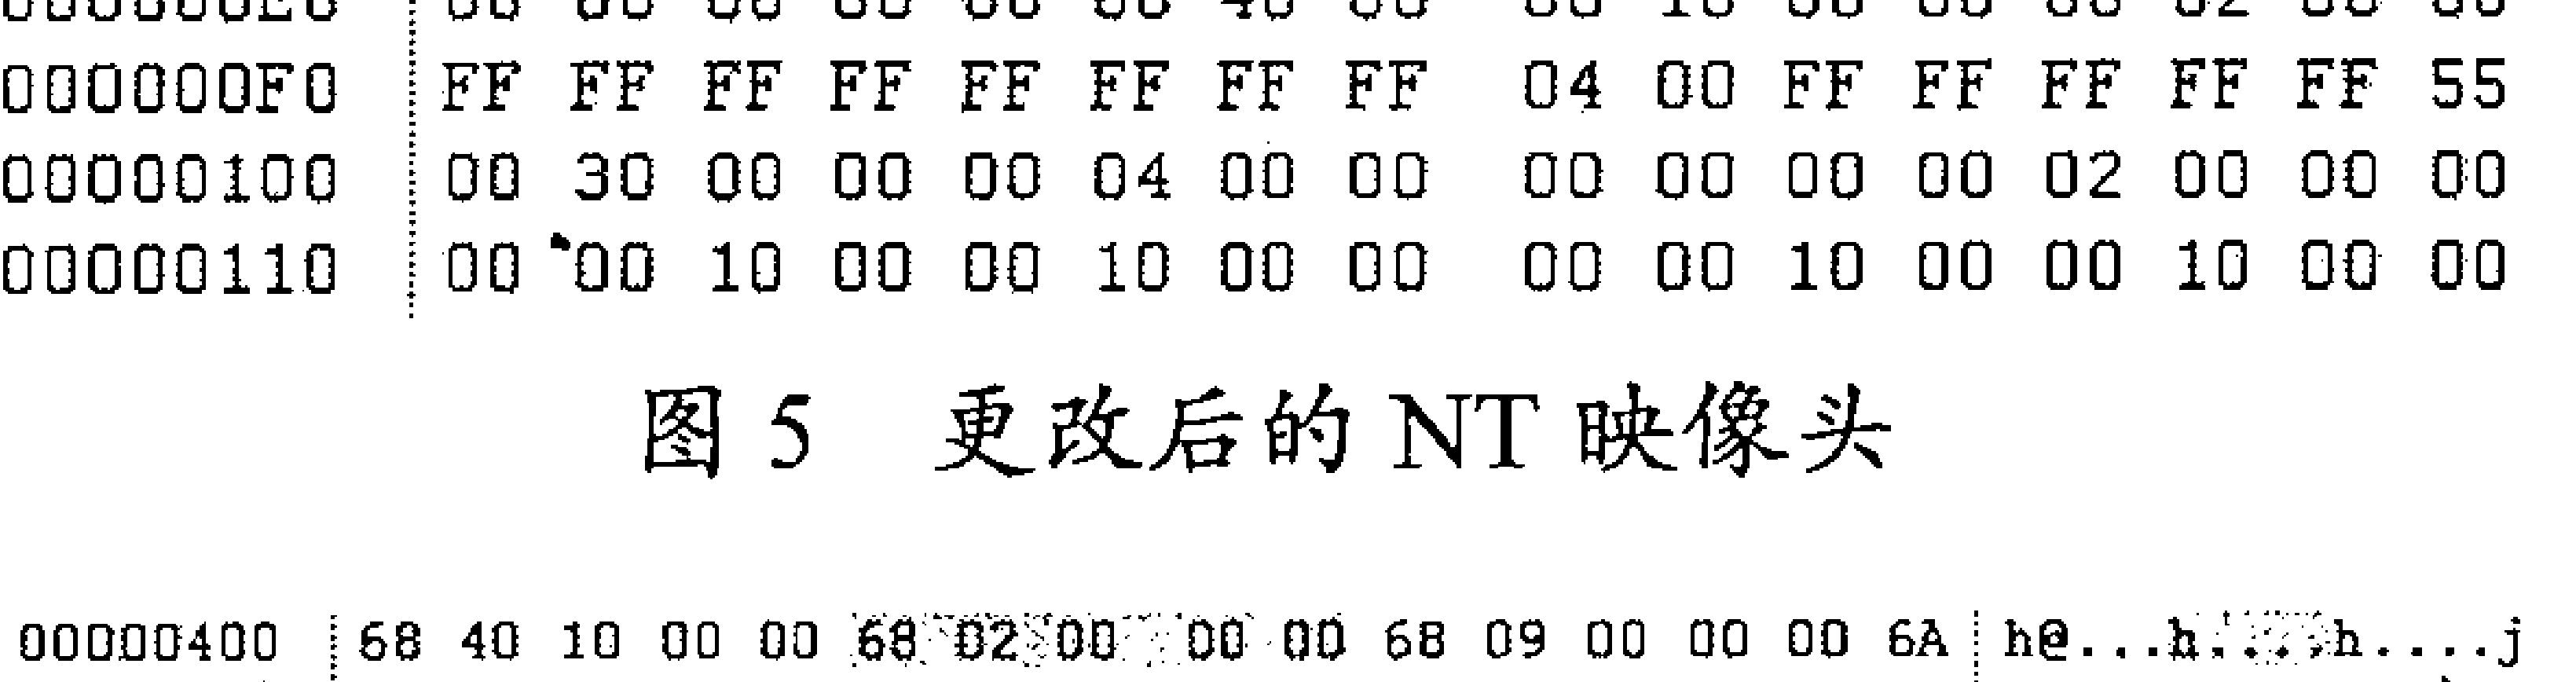 000000F0 FF FF FF FF FF FF FF FF 04 00 FF FF FF FF FF 55
00000100 00 30 00 00 00 04 00 00 00 00 00 00 02 00 00 00
00000110 00 00 10 00 00 10 00 00 00 00 10 00 00 10 00 00
图 5 更改后的 NT 映像头
00000400 68 40 10 00 00 68 02 00 00 00 68 09 00 00 00 6A h@...h....h....j